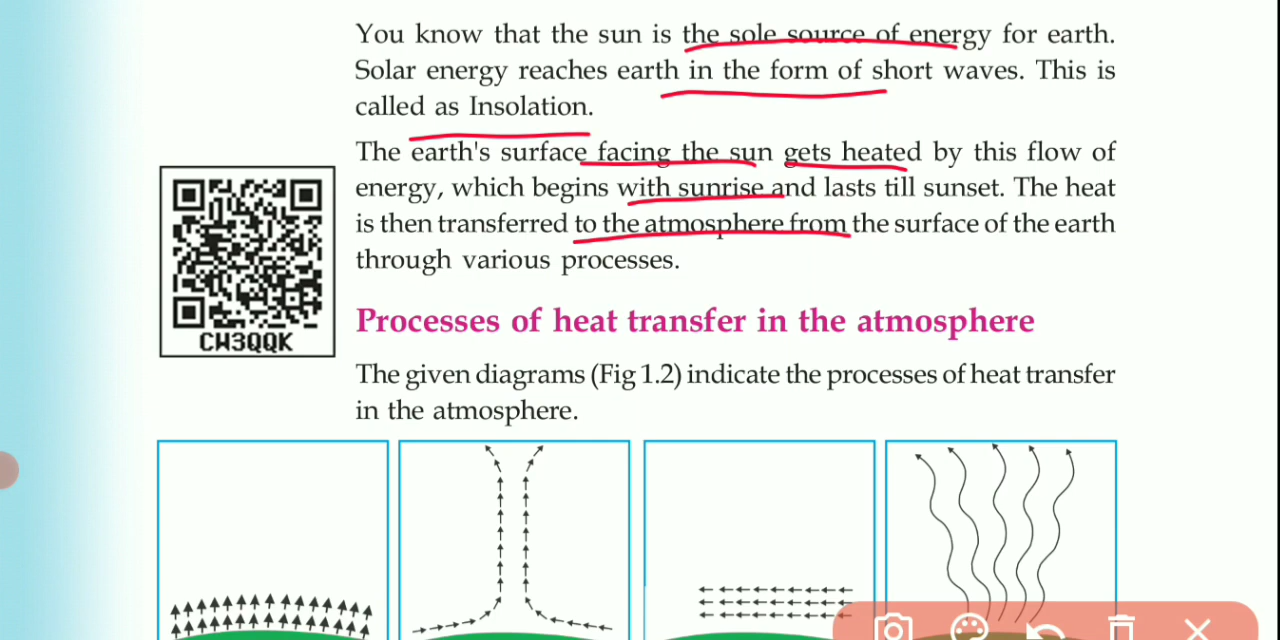 You know that the sun is the sole source of energy for earth.
Solar energy reaches earth in the form of short waves. This is
called as Insolation.
The earth's surface facing the sun gets heated by this flow of
energy, which begins with sunrise and lasts till sunset. The heat
is then transferred to the atmosphere from the surface of the earth
through various processes.
CW3QQK
Processes of heat transfer in the atmosphere
The given diagrams (Fig 1.2) indicate the processes of heat transfer
in the atmosphere.